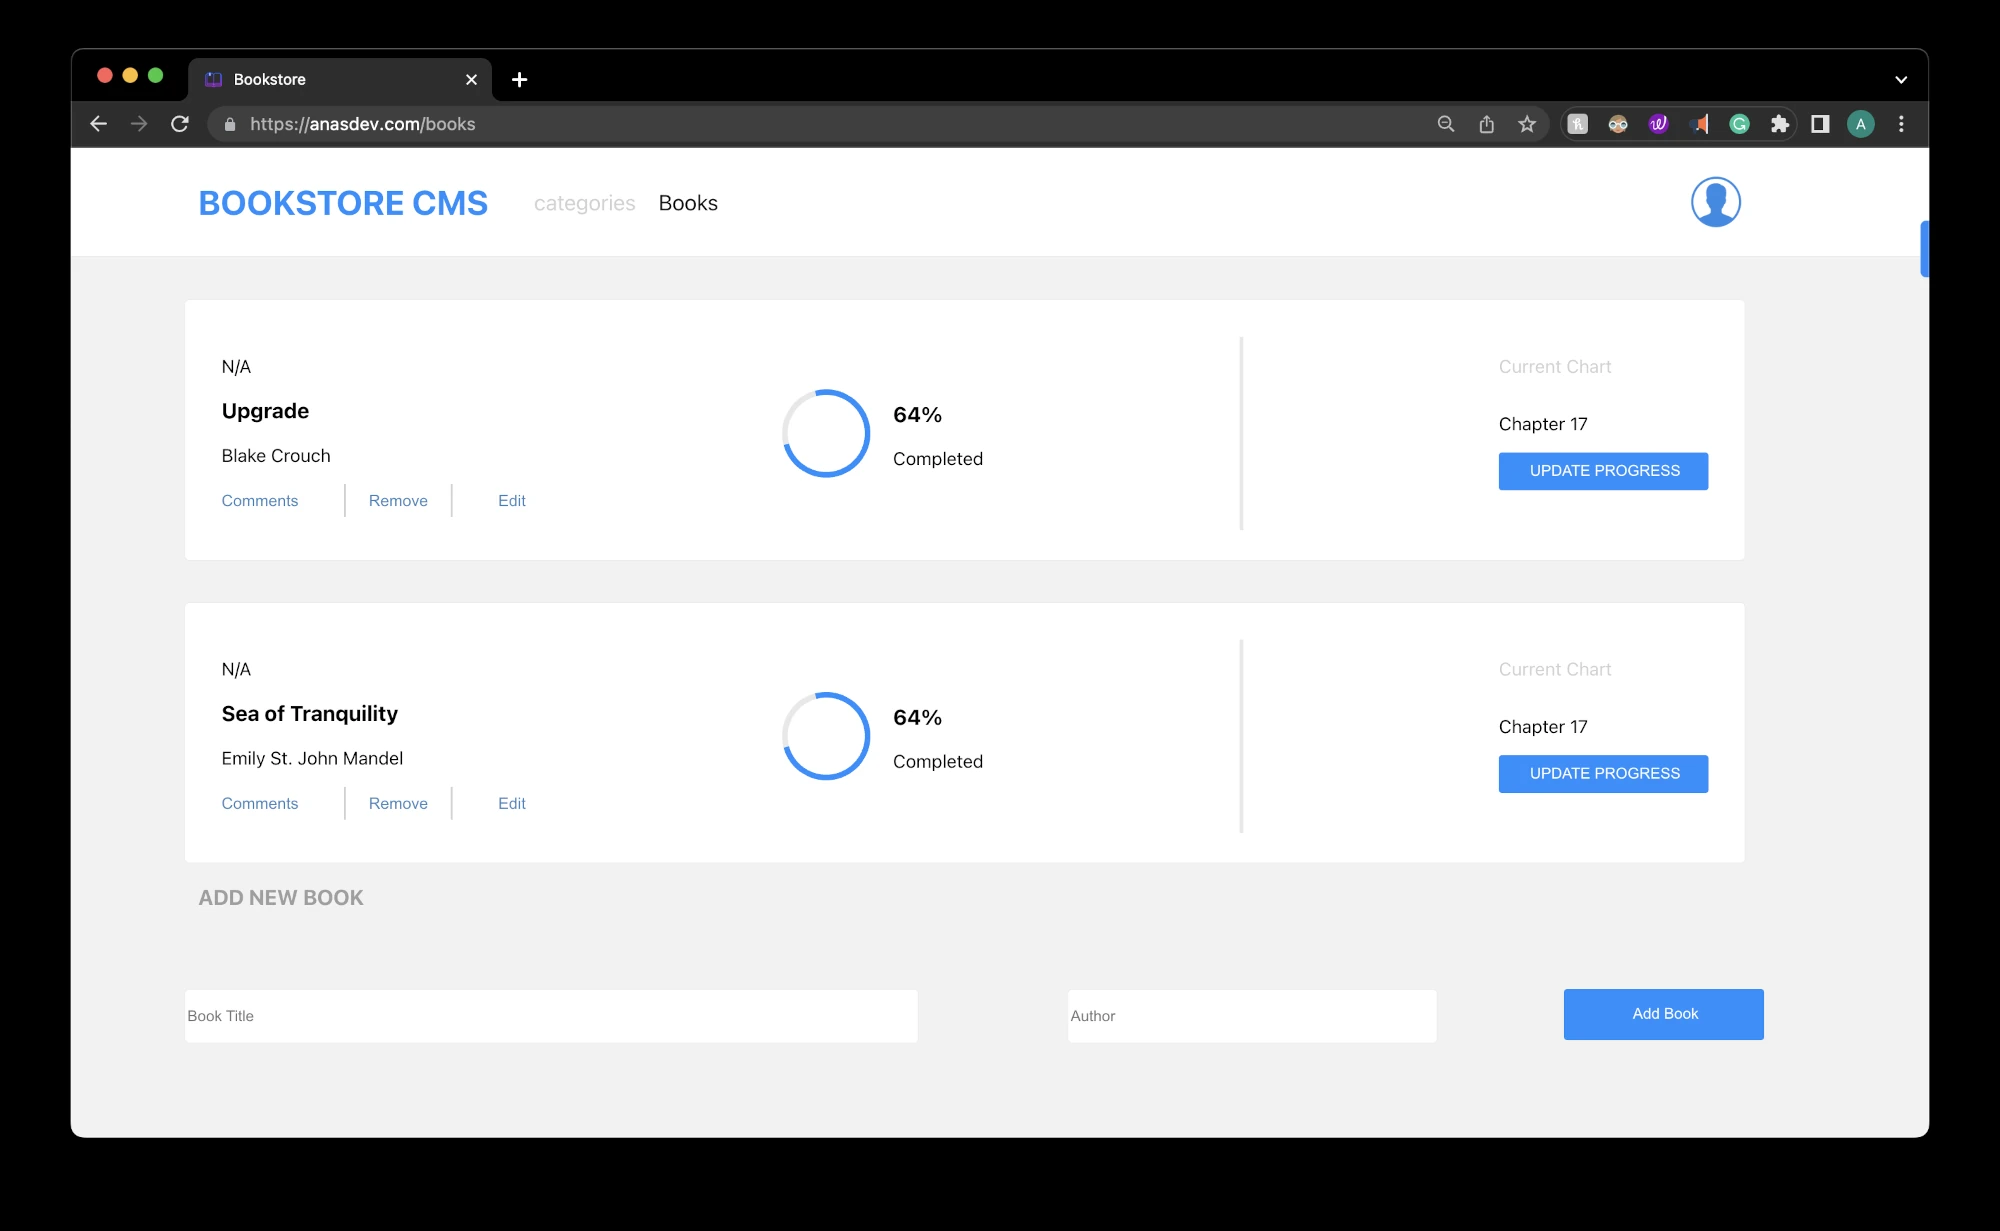 Bookstore
https://anasdev.com/books
A
BOOKSTORE CMS
categories
Books
N/A
Upgrade
Blake Crouch
Comments
Remove
Edit
64%
Completed
Current Chart
Chapter 17
UPDATE PROGRESS
N/A
Sea of Tranquility
Emily St. John Mandel
Comments
Remove
Edit
64%
Completed
Current Chart
Chapter 17
UPDATE PROGRESS
ADD NEW BOOK
Book Title
Author
Add Book